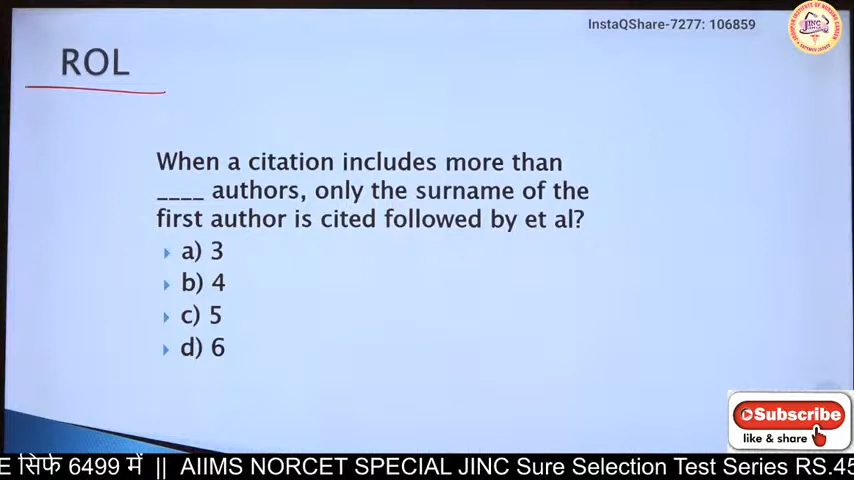 InstaQShare-7277: 106859
ROL
When a citation includes more than
____ authors, only the surname of the
first author is cited followed by et al?
a) 3
b) 4
c) 5
d) 6
JINC
Subscribe
like & share
E सिर्फ 6499 में || AIIMS NORCET SPECIAL JINC Sure Selection Test Series RS.45